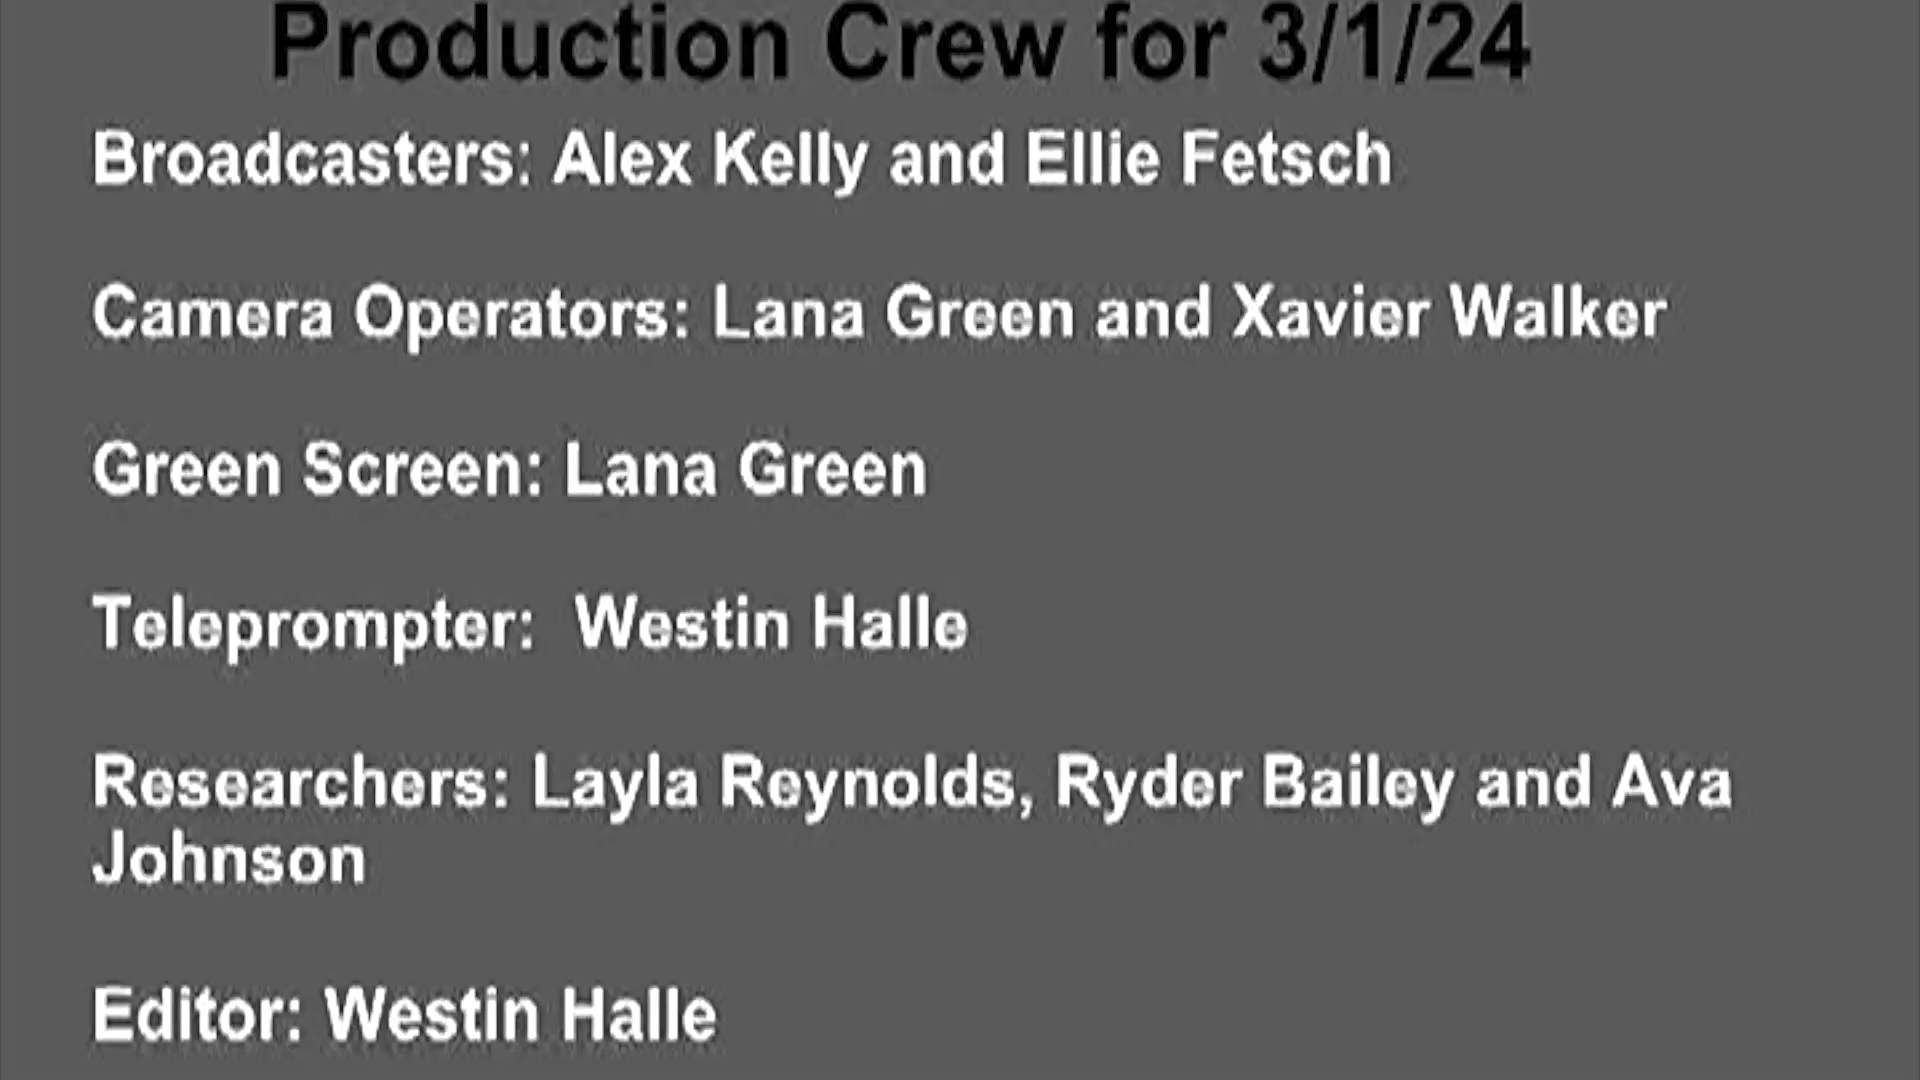 Production Crew for 3/1/24
Broadcasters: Alex Kelly and Ellie Fetsch
Camera Operators: Lana Green and Xavier Walker
Green Screen: Lana Green
Teleprompter:  Westin Halle
Researchers: Layla Reynolds, Ryder Bailey and Ava
Johnson
Editor: Westin Halle